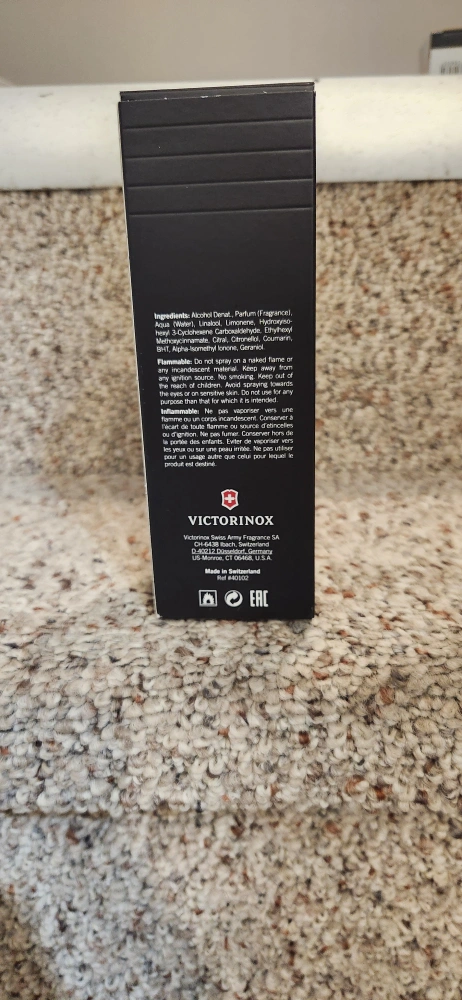 Ingredients: Alcohol Denat., Parfum (Fragrance),
Aqua (Water), Linalool, Limonene, Hydroxyiso-
hexyl 3-Cyclohexene Carboxaldehyde, Ethylhexyl
Methoxycinnamate, Citral, Citronellol, Coumarin,
BHT, Alpha-Isomethyl Ionone, Geraniol.
Flammable: Do not spray on a naked flame or
any incandescent material. Keep away from
any ignition source. No smoking. Keep out of
the reach of children. Avoid spraying towards
the eyes or on sensitive skin. Do not use for any
purpose than that for which it is intended.
Inflammable: Ne pas vaporiser vers une
flamme ou un corps incandescent. Conserver à
l'écart de toute flamme ou source d'etincelles
ou d'ignition. Ne pas fumer. Conserver hors de
la portée des enfants. Eviter de vaporiser vers
les yeux ou sur une peau irritée. Ne pas utiliser
pour un usage autre que celui pour lequel le
produit est destiné.
VICTORINOX
Victorinox Swiss Army Fragrance SA
CH-6438 Ibach, Switzerland
D-40212 Düsseldorf, Germany
US-Monroe, CT 06468, U.S.A.
Made in Switzerland
Ref #40102
EAC